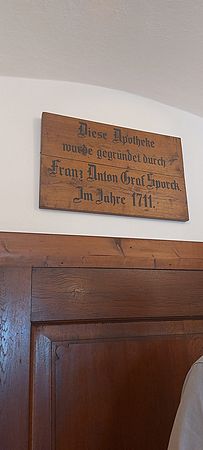 Diese Apotheke
wurde gegründet durch
Franz Anton Graf Sporck
Im Jahre 1711.